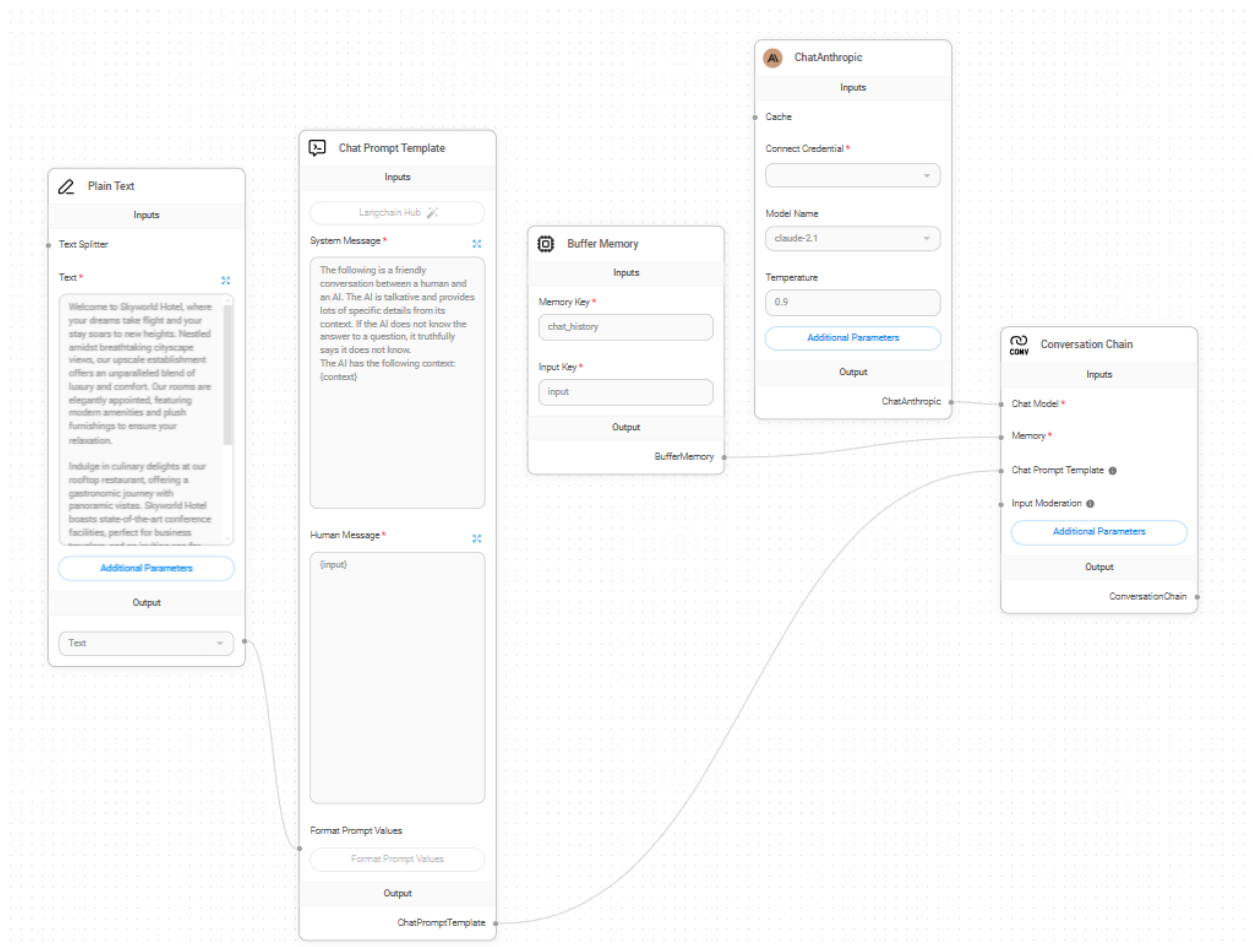 Plain Text
Inputs
Text Splitter
Text *
Welcome to Skyworld Hotel, where
your dreams take flight and your
stay soars to new heights. Nestled
amidst breathtaking cityscape
views, our upscale establishment
offers an unparalleled blend of
luxury and comfort. Our rooms are
elegantly appointed, featuring
modern amenities and plush
furnishings to ensure your
relaxation.
Indulge in culinary delights at our
rooftop restaurant, offering a
gastronomic journey with
panoramic vistas. Skyworld Hotel
boasts state-of-the-art conference
facilities, perfect for business
Additional Parameters
Output
Text
Chat Prompt Template
Inputs
Langchain Hub
System Message *
The following is a friendly
conversation between a human and
an AI. The AI is talkative and provides
lots of specific details from its
context. If the AI does not know the
answer to a question, it truthfully
says it does not know.
The AI has the following context:
{context}
Human Message *
{input}
Format Prompt Values
Format Prompt Values
Output
ChatPromptTemplate
Buffer Memory
Inputs
Memory Key *
chat_history
Input Key *
input
Output
BufferMemory
ChatAnthropic
Inputs
Cache
Connect Credential *
Model Name
claude-2.1
Temperature
0.9
Additional Parameters
Output
ChatAnthropic
CONV
Conversation Chain
Inputs
Chat Model *
Memory *
Chat Prompt Template
Input Moderation
Additional Parameters
Output
ConversationChain